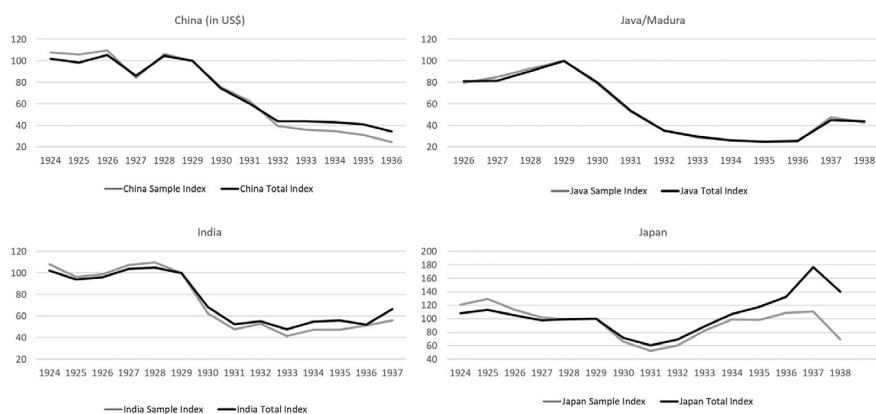 China (in US$)
120
100
80
60
40
20
1924 1925 1926 1927 1928 1929 1930 1931 1932 1933 1934 1935 1936
China Sample Index China Total Index
Java/Madura
120
100
80
60
40
20
1926 1927 1928 1929 1930 1931 1932 1933 1934 1935 1936 1937 1938
Java Sample Index Java Total Index
India
120
100
80
60
40
20
1924 1925 1926 1927 1928 1929 1930 1931 1932 1933 1934 1935 1936 1937
India Sample Index India Total Index
Japan
200
180
160
140
120
100
80
60
40
1924 1925 1926 1927 1928 1929 1930 1931 1932 1933 1934 1935 1936 1937 1938
Japan Sample Index Japan Total Index